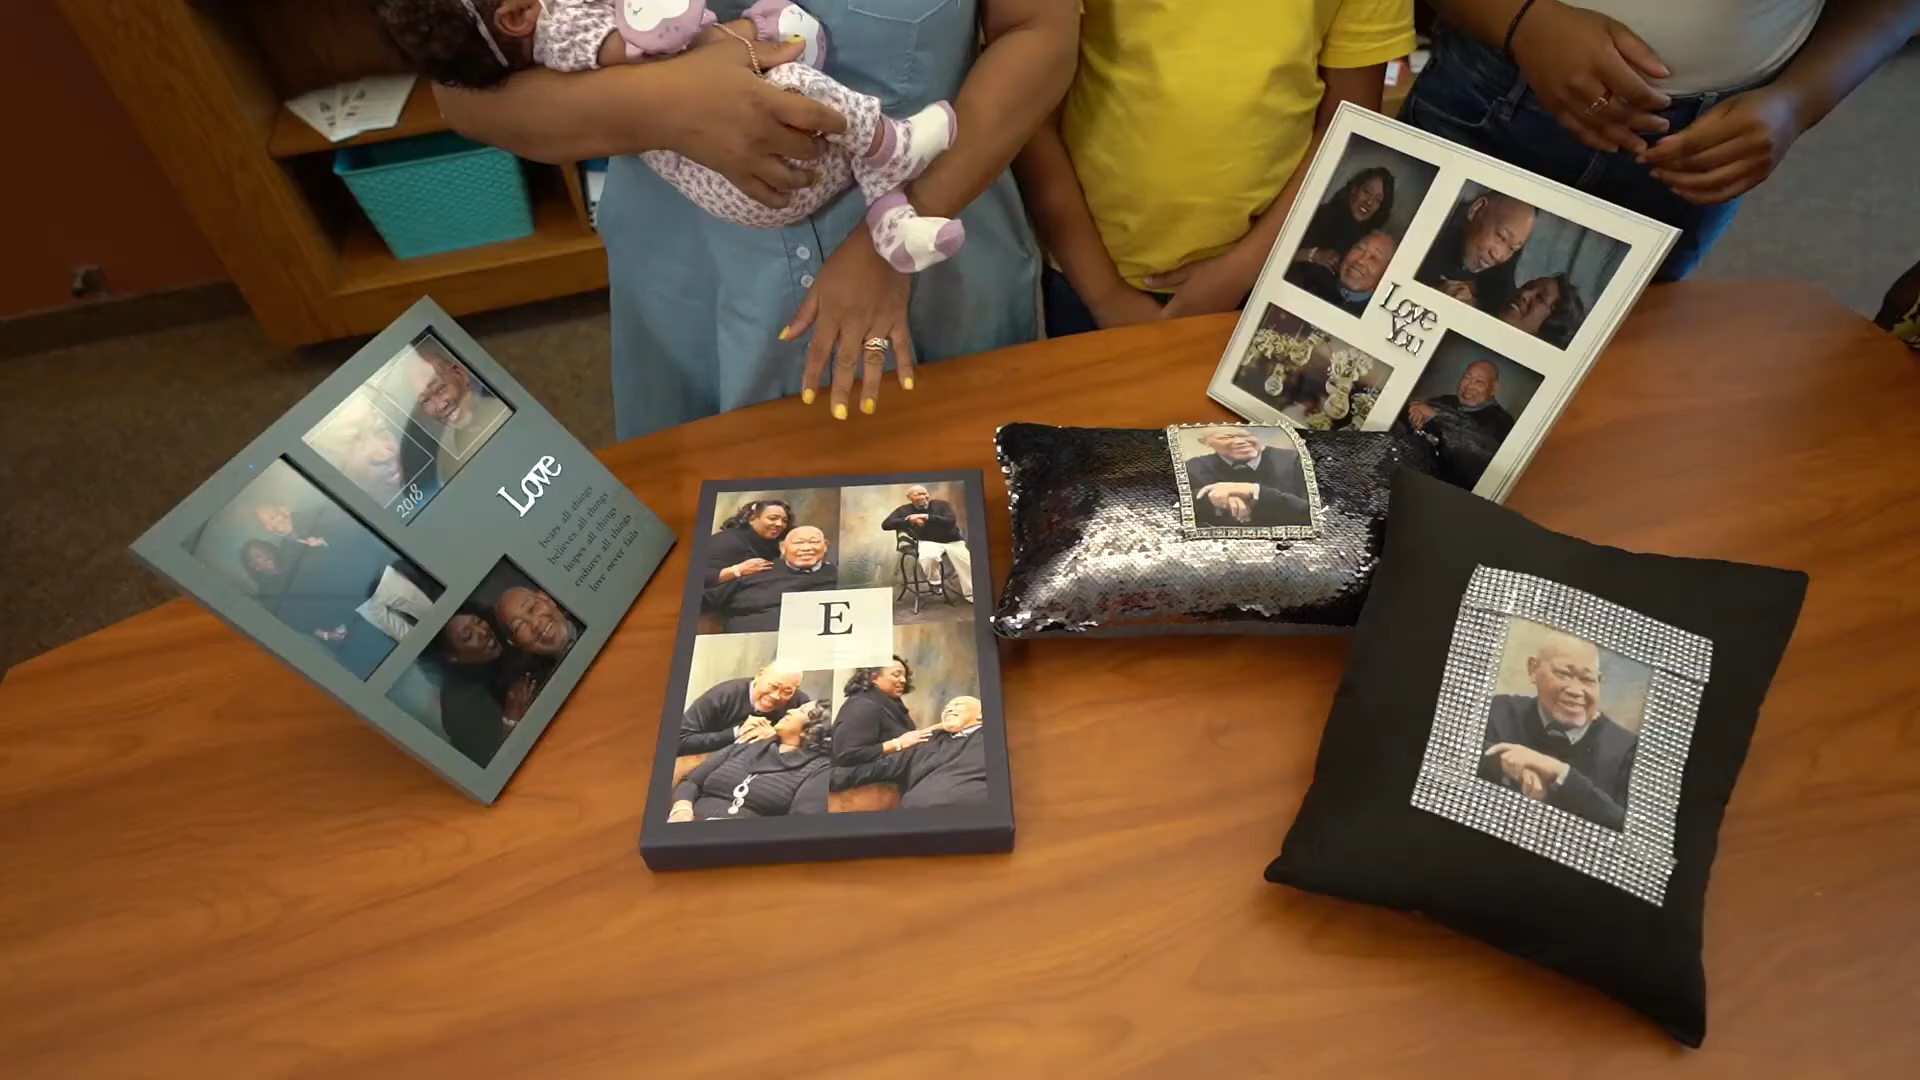 2018
Love
bears all things
believes all things
hopes all things
endures all things
love never fails
E
Love
You